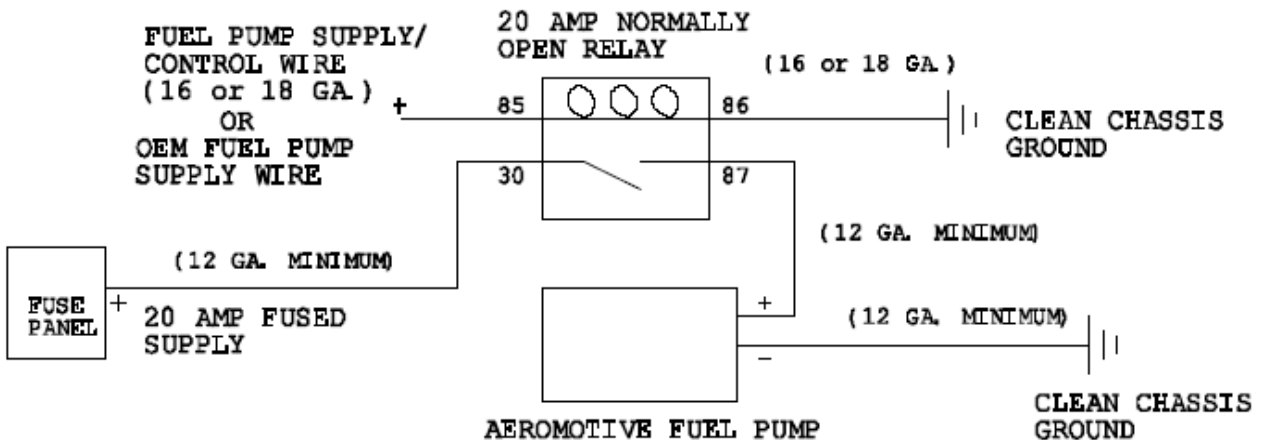 FUEL PUMP SUPPLY/
CONTROL WIRE
(16 or 18 GA.)
OR
OEM FUEL PUMP
SUPPLY WIRE
20 AMP NORMALLY
OPEN RELAY
(16 or 18 GA.)
+
85
86
CLEAN CHASSIS
GROUND
30
87
(12 GA. MINIMUM)
(12 GA. MINIMUM)
FUSE
PANEL
+
20 AMP FUSED
SUPPLY
+
(12 GA. MINIMUM)
−
CLEAN CHASSIS
GROUND
AEROMOTIVE FUEL PUMP